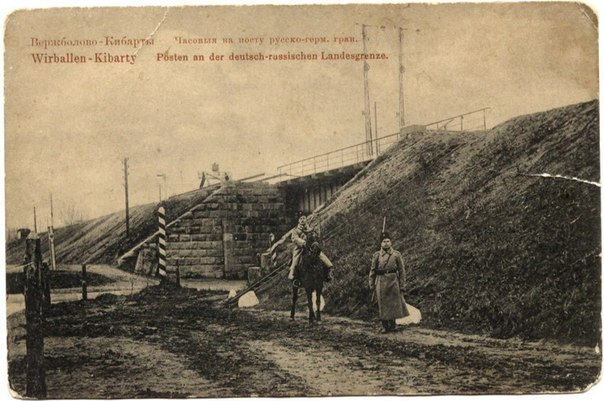 Вержболово-Кибарты Часовыя на посту русско-герм. гран.
Wirballen-Kibarty Posten an der deutsch-russischen Landesgrenze.